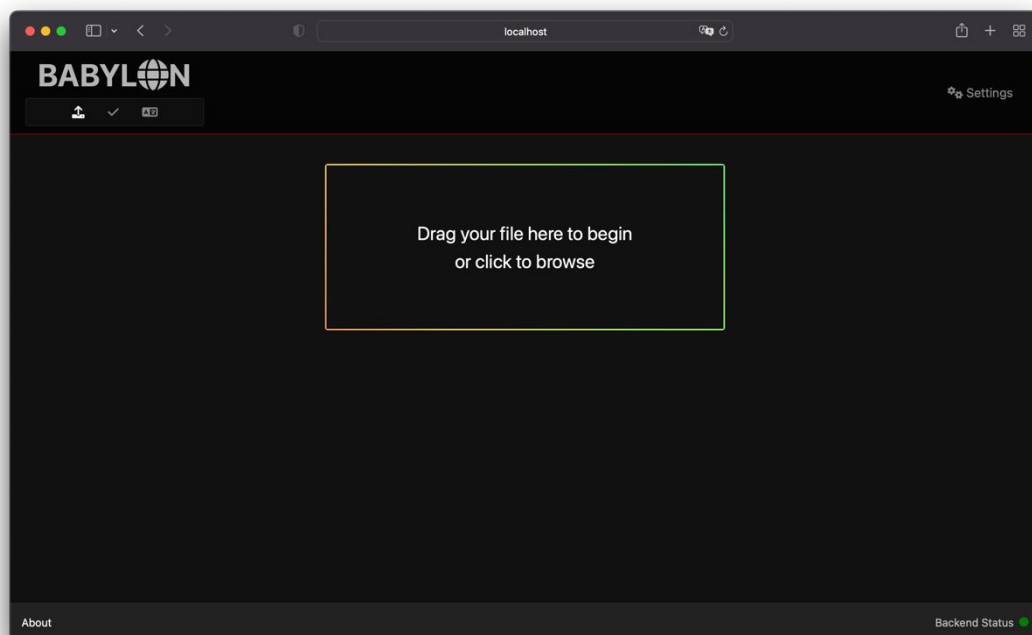 localhost
BABYLON
Settings
Drag your file here to begin
or click to browse
About
Backend Status